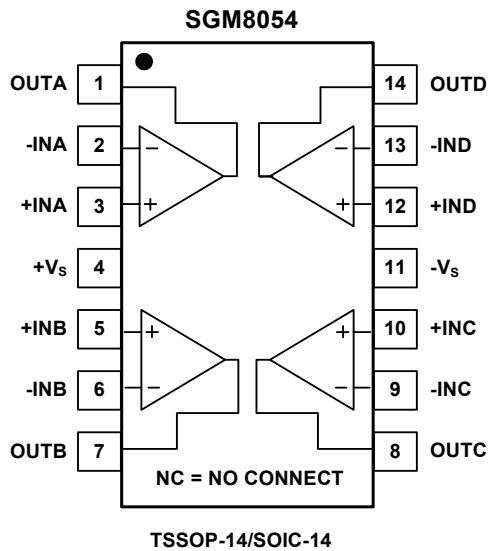 SGM8054
OUTA 1 14 OUTD
-INA 2 − − 13 -IND
+INA 3 + + 12 +IND
+VS 4 11 -VS
+INB 5 + + 10 +INC
-INB 6 − − 9 -INC
OUTB 7 8 OUTC
NC = NO CONNECT
TSSOP-14/SOIC-14